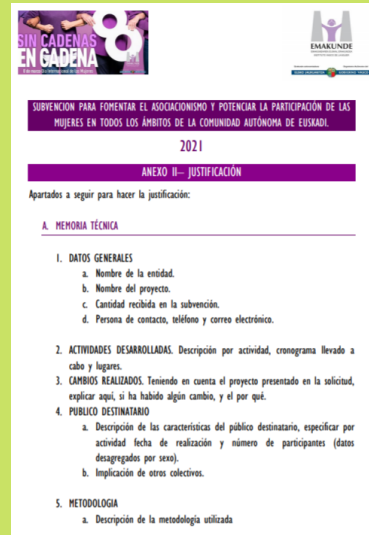 SIN CADENAS
EN CADENA
8
EMAKUNDE
SUBVENCION PARA FOMENTAR EL ASOCIACIONISMO Y POTENCIAR LA PARTICIPACIÓN DE LAS
MUJERES EN TODOS LOS ÁMBITOS DE LA COMUNIDAD AUTÓNOMA DE EUSKADI.
2021
ANEXO II– JUSTIFICACIÓN
Apartados a seguir para hacer la justificación:
A. MEMORIA TÉCNICA
1. DATOS GENERALES
a. Nombre de la entidad.
b. Nombre del proyecto.
c. Cantidad recibida en la subvención.
d. Persona de contacto, teléfono y correo electrónico.
2. ACTIVIDADES DESARROLLADAS. Descripción por actividad, cronograma llevado a
cabo y lugares.
3. CAMBIOS REALIZADOS. Teniendo en cuenta el proyecto presentado en la solicitud,
explicar aquí, si ha habido algún cambio, y el por qué.
4. PUBLICO DESTINATARIO
a. Descripción de las características del público destinatario, especificar por
actividad fecha de realización y número de participantes (datos
desagregados por sexo).
b. Implicación de otros colectivos.
5. METODOLOGIA
a. Descripción de la metodología utilizada